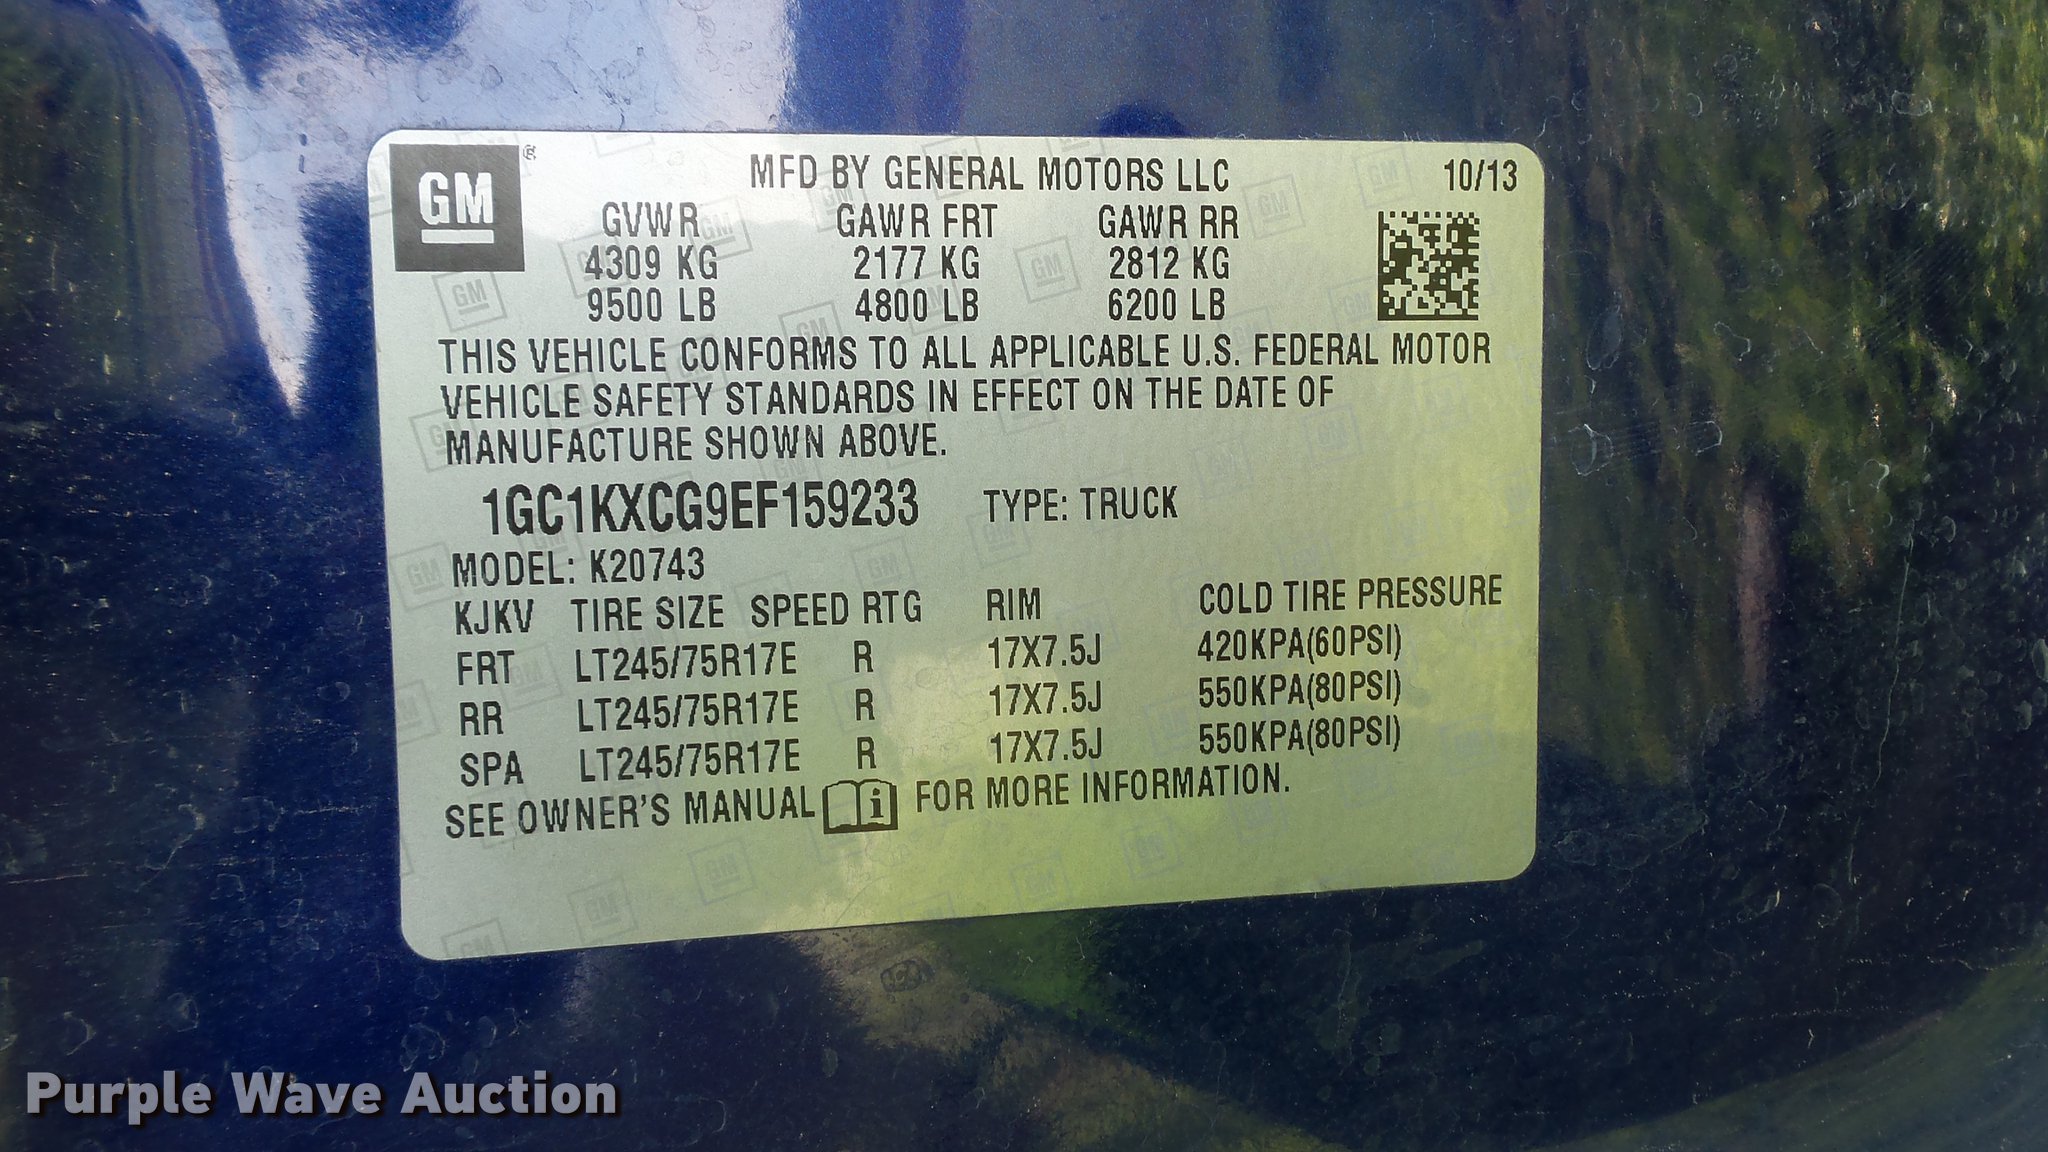 GM ®
MFD BY GENERAL MOTORS LLC 10/13
GVWR GAWR FRT GAWR RR
4309 KG 2177 KG 2812 KG
9500 LB 4800 LB 6200 LB
THIS VEHICLE CONFORMS TO ALL APPLICABLE U.S. FEDERAL MOTOR
VEHICLE SAFETY STANDARDS IN EFFECT ON THE DATE OF
MANUFACTURE SHOWN ABOVE.
1GC1KXCG9EF159233 TYPE: TRUCK
MODEL: K20743
KJKV TIRE SIZE SPEED RTG RIM COLD TIRE PRESSURE
FRT LT245/75R17E R 17X7.5J 420KPA(60PSI)
RR LT245/75R17E R 17X7.5J 550KPA(80PSI)
SPA LT245/75R17E R 17X7.5J 550KPA(80PSI)
SEE OWNER'S MANUAL i FOR MORE INFORMATION.
Purple Wave Auction